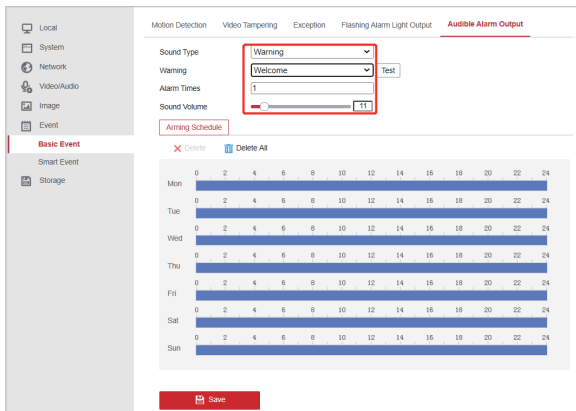 Local
System
Network
Video/Audio
Image
Event
Basic Event
Smart Event
Storage
Motion Detection Video Tampering Exception Flashing Alarm Light Output Audible Alarm Output
Sound Type Warning
Warning Welcome Test
Alarm Times 1
Sound Volume 11
Arming Schedule
Delete Delete All
0 2 4 6 8 10 12 14 16 18 20 22 24
Mon
0 2 4 6 8 10 12 14 16 18 20 22 24
Tue
0 2 4 6 8 10 12 14 16 18 20 22 24
Wed
0 2 4 6 8 10 12 14 16 18 20 22 24
Thu
0 2 4 6 8 10 12 14 16 18 20 22 24
Fri
0 2 4 6 8 10 12 14 16 18 20 22 24
Sat
0 2 4 6 8 10 12 14 16 18 20 22 24
Sun
Save